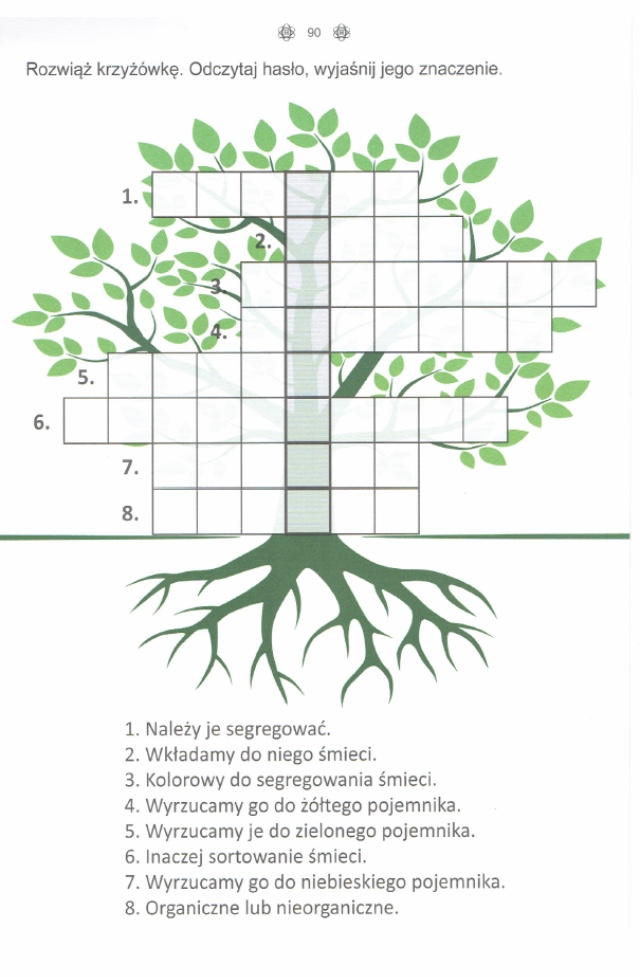 90
Rozwiąż krzyżówkę. Odczytaj hasło, wyjaśnij jego znaczenie.
1.
2.
3.
4.
5.
6.
7.
8.
1. Należy je segregować.
2. Wkładamy do niego śmieci.
3. Kolorowy do segregowania śmieci.
4. Wyrzucamy go do żółtego pojemnika.
5. Wyrzucamy je do zielonego pojemnika.
6. Inaczej sortowanie śmieci.
7. Wyrzucamy go do niebieskiego pojemnika.
8. Organiczne lub nieorganiczne.